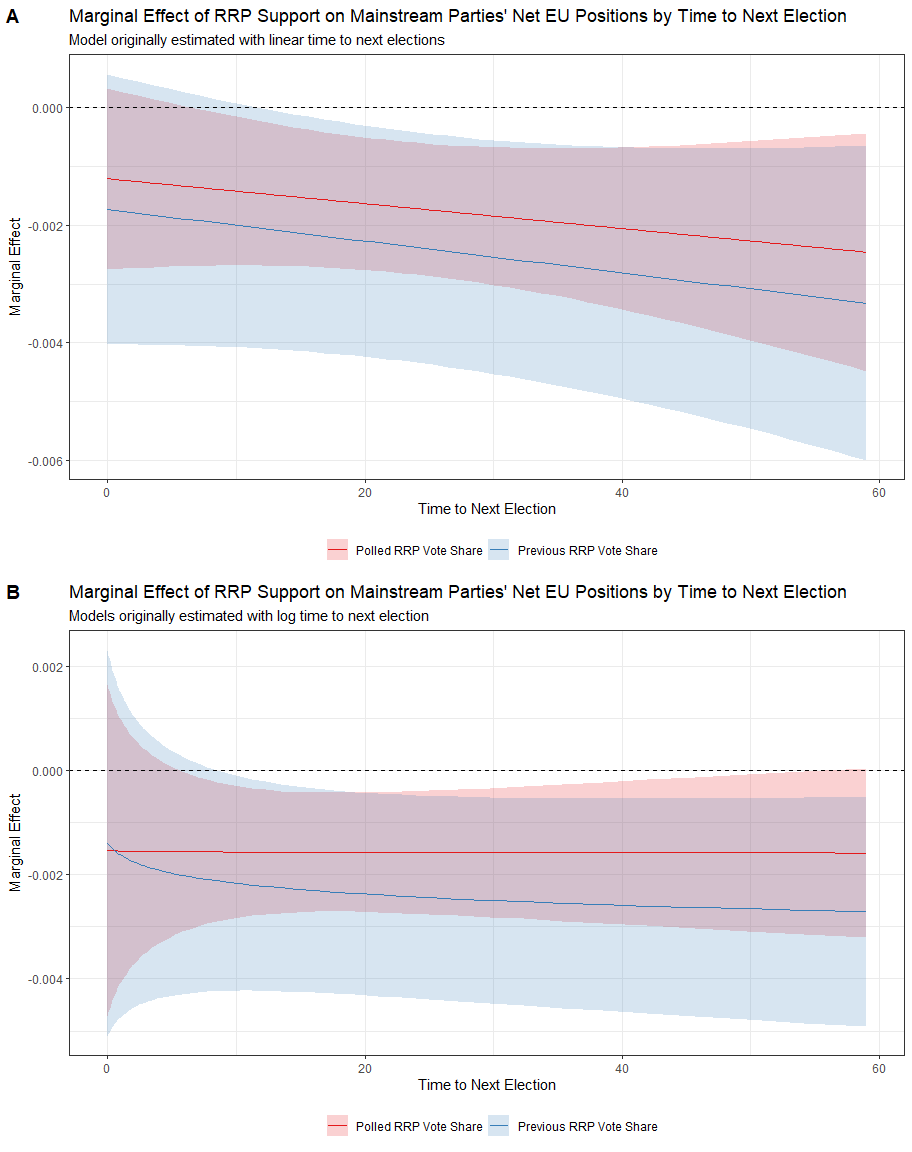 A
Marginal Effect of RRP Support on Mainstream Parties' Net EU Positions by Time to Next Election
Model originally estimated with linear time to next elections
0.000
-0.002
-0.004
-0.006
Marginal Effect
0 20 40 60
Time to Next Election
Polled RRP Vote Share Previous RRP Vote Share
B
Marginal Effect of RRP Support on Mainstream Parties' Net EU Positions by Time to Next Election
Models originally estimated with log time to next election
0.002
0.000
-0.002
-0.004
Marginal Effect
0 20 40 60
Time to Next Election
Polled RRP Vote Share Previous RRP Vote Share